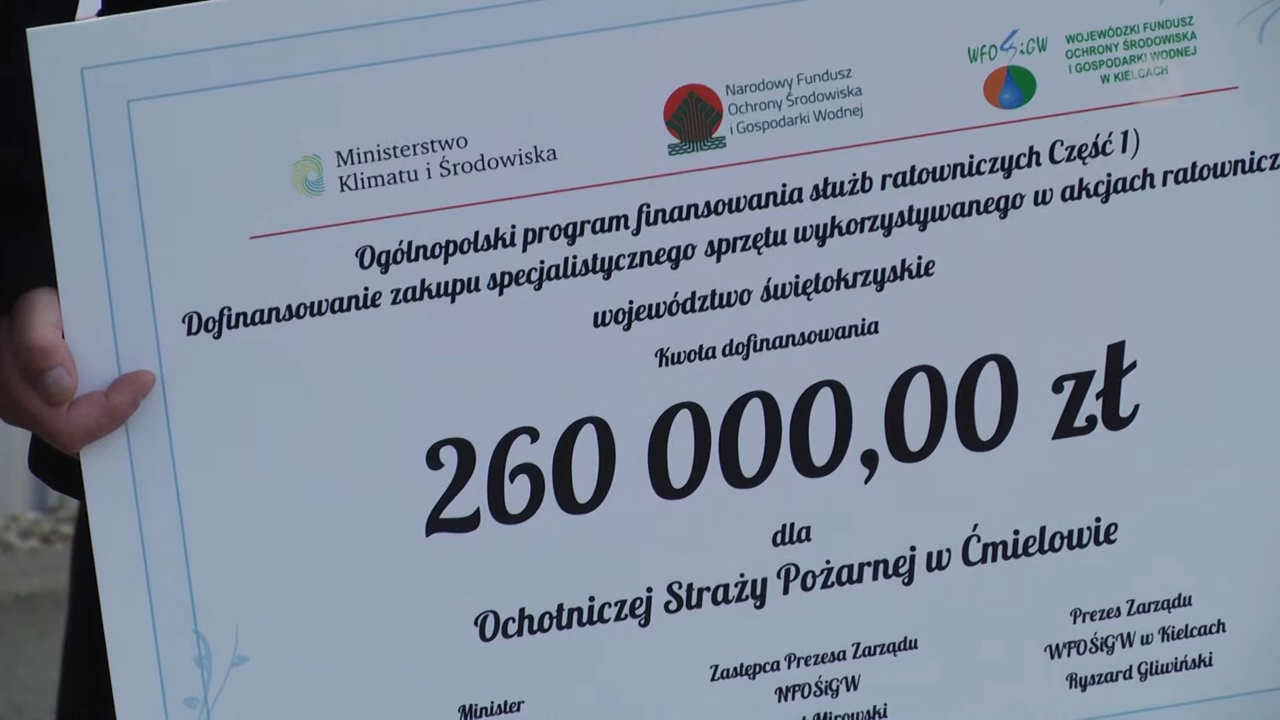 Ministerstwo
Klimatu i Środowiska
Narodowy Fundusz
Ochrony Środowiska
i Gospodarki Wodnej
WFOŚiGW
WOJEWÓDZKI FUNDUSZ
OCHRONY ŚRODOWISKA
I GOSPODARKI WODNEJ
W KIELCACH
Ogólnopolski program finansowania służb ratowniczych Część 1)
Dofinansowanie zakupu specjalistycznego sprzętu wykorzystywanego w akcjach ratownicz
województwo świętokrzyskie
Kwota dofinansowania
260 000,00 zł
dla
Ochotniczej Straży Pożarnej w Ćmielowie
Minister
Zastępca Prezesa Zarządu
NFOŚiGW
Mirowski
Prezes Zarządu
WFOŚiGW w Kielcach
Ryszard Gliwiński